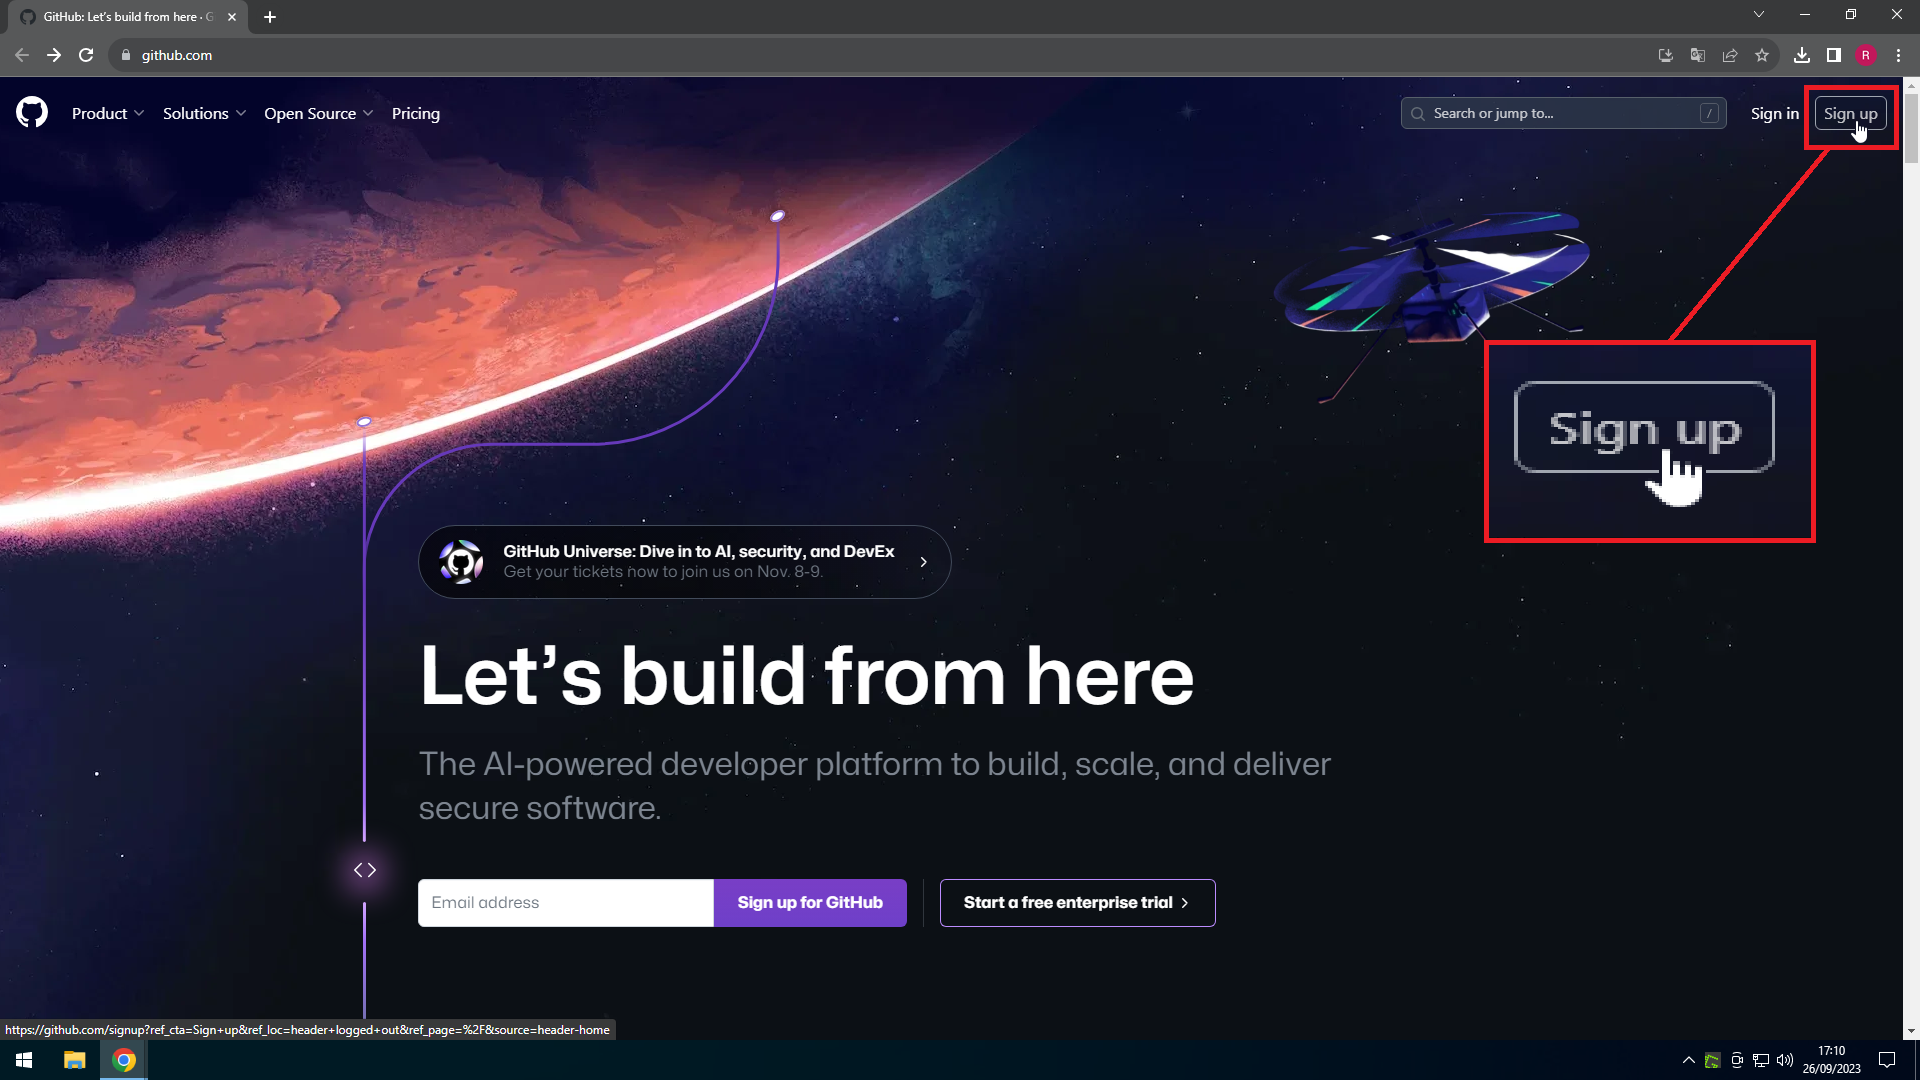 GitHub: Let's build from here · G
github.com
R
Product
Solutions
Open Source
Pricing
Search or jump to...
/
Sign in
Sign up
Sign up
GitHub Universe: Dive in to AI, security, and DevEx
Get your tickets now to join us on Nov. 8-9.
Let's build from here
The AI-powered developer platform to build, scale, and deliver
secure software.
Email address
Sign up for GitHub
Start a free enterprise trial
https://github.com/signup?ref_cta=Sign+up&ref_loc=header+logged+out&ref_page=%2F&source=header-home
17:10
26/09/2023